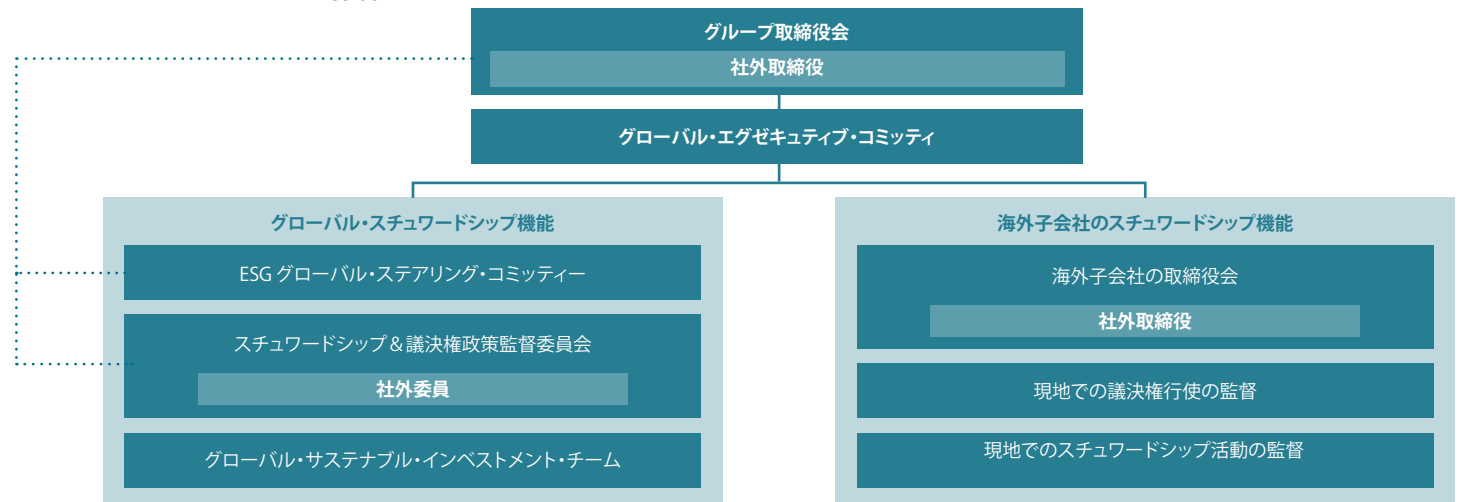 グループ取締役会
社外取締役
グローバル・エグゼキュティブ・コミッティ
グローバル・スチュワードシップ機能
ESG グローバル・ステアリング・コミッティー
スチュワードシップ＆議決権政策監督委員会
社外委員
グローバル・サステナブル・インベストメント・チーム
海外子会社のスチュワードシップ機能
海外子会社の取締役会
社外取締役
現地での議決権行使の監督
現地でのスチュワードシップ活動の監督